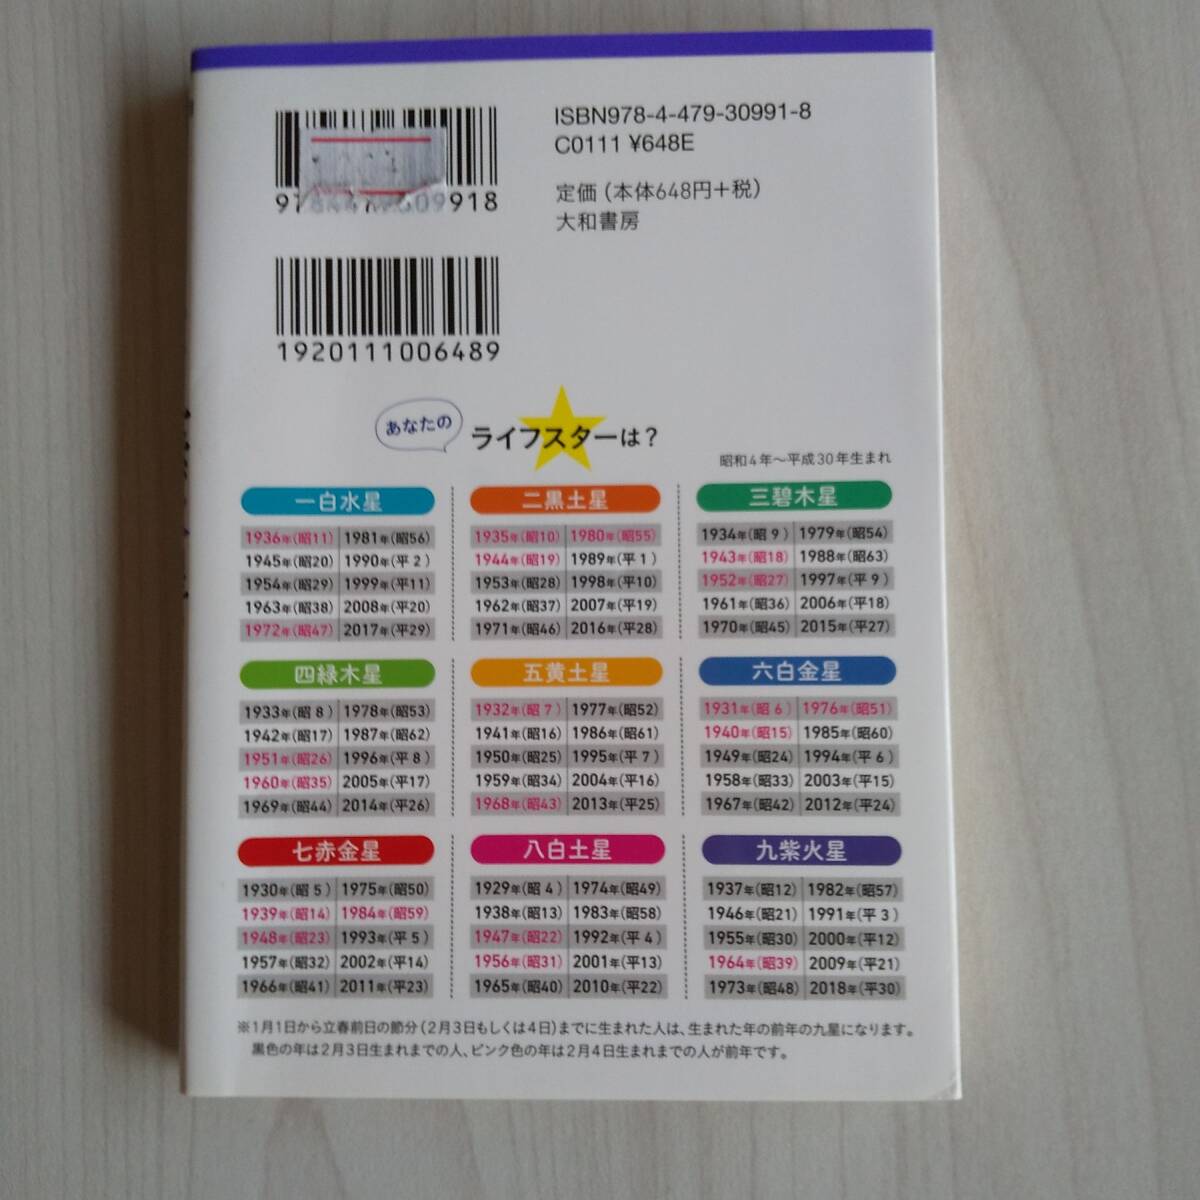 ISBN978-4-479-30991-8
C0111 ¥648E
定価(本体648円+税)
大和書房
1920111006489
あなたの
ライフスターは?
昭和4年〜平成30年生まれ
一白水星
1936年(昭11) 1981年(昭56)
1945年(昭20) 1990年(平2)
1954年(昭29) 1999年(平11)
1963年(昭38) 2008年(平20)
1972年(昭47) 2017年(平29)
二黒土星
1935年(昭10) 1980年(昭55)
1944年(昭19) 1989年(平1)
1953年(昭28) 1998年(平10)
1962年(昭37) 2007年(平19)
1971年(昭46) 2016年(平28)
三碧木星
1934年(昭9) 1979年(昭54)
1943年(昭18) 1988年(昭63)
1952年(昭27) 1997年(平9)
1961年(昭36) 2006年(平18)
1970年(昭45) 2015年(平27)
四緑木星
1933年(昭8) 1978年(昭53)
1942年(昭17) 1987年(昭62)
1951年(昭26) 1996年(平8)
1960年(昭35) 2005年(平17)
1969年(昭44) 2014年(平26)
五黄土星
1932年(昭7) 1977年(昭52)
1941年(昭16) 1986年(昭61)
1950年(昭25) 1995年(平7)
1959年(昭34) 2004年(平16)
1968年(昭43) 2013年(平25)
六白金星
1931年(昭6) 1976年(昭51)
1940年(昭15) 1985年(昭60)
1949年(昭24) 1994年(平6)
1958年(昭33) 2003年(平15)
1967年(昭42) 2012年(平24)
七赤金星
1930年(昭5) 1975年(昭50)
1939年(昭14) 1984年(昭59)
1948年(昭23) 1993年(平5)
1957年(昭32) 2002年(平14)
1966年(昭41) 2011年(平23)
八白土星
1929年(昭4) 1974年(昭49)
1938年(昭13) 1983年(昭58)
1947年(昭22) 1992年(平4)
1956年(昭31) 2001年(平13)
1965年(昭40) 2010年(平22)
九紫火星
1937年(昭12) 1982年(昭57)
1946年(昭21) 1991年(平3)
1955年(昭30) 2000年(平12)
1964年(昭39) 2009年(平21)
1973年(昭48) 2018年(平30)
※1月1日から立春前日の節分(2月3日もしくは4日)までに生まれた人は、生まれた年の前年の九星になります。
黒色の年は2月3日生まれまでの人、ピンク色の年は2月4日生まれまでの人が前年です。